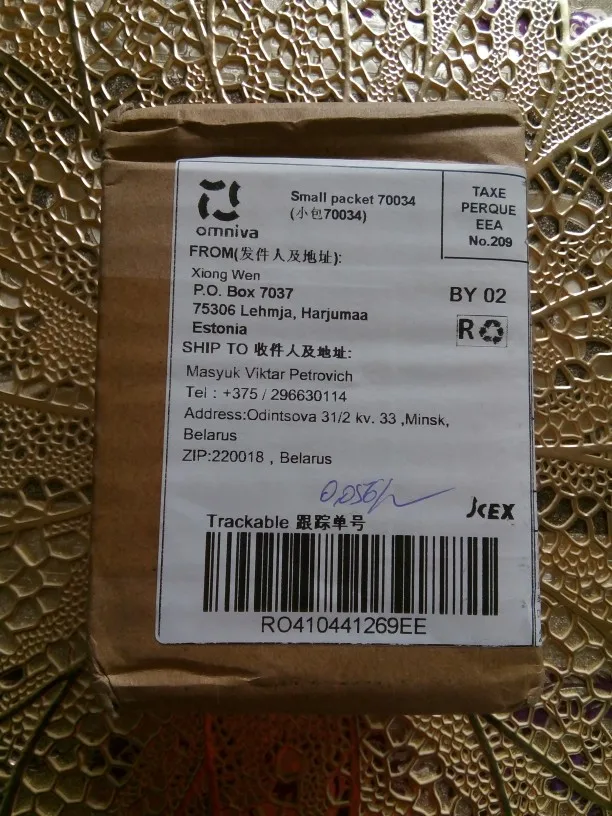 omniva
Small packet 70034
(小包70034)
TAXE
PERQUE
EEA
No.209
FROM(发件人及地址):
Xiong Wen
P.O. Box 7037
75306 Lehmja, Harjumaa
Estonia
BY 02
R
SHIP TO 收件人及地址:
Masyuk Viktar Petrovich
Tel : +375 / 296630114
Address:Odintsova 31/2 kv. 33 ,Minsk,
Belarus
ZIP:220018 , Belarus
JCEX
Trackable 跟踪单号
RO410441269EE